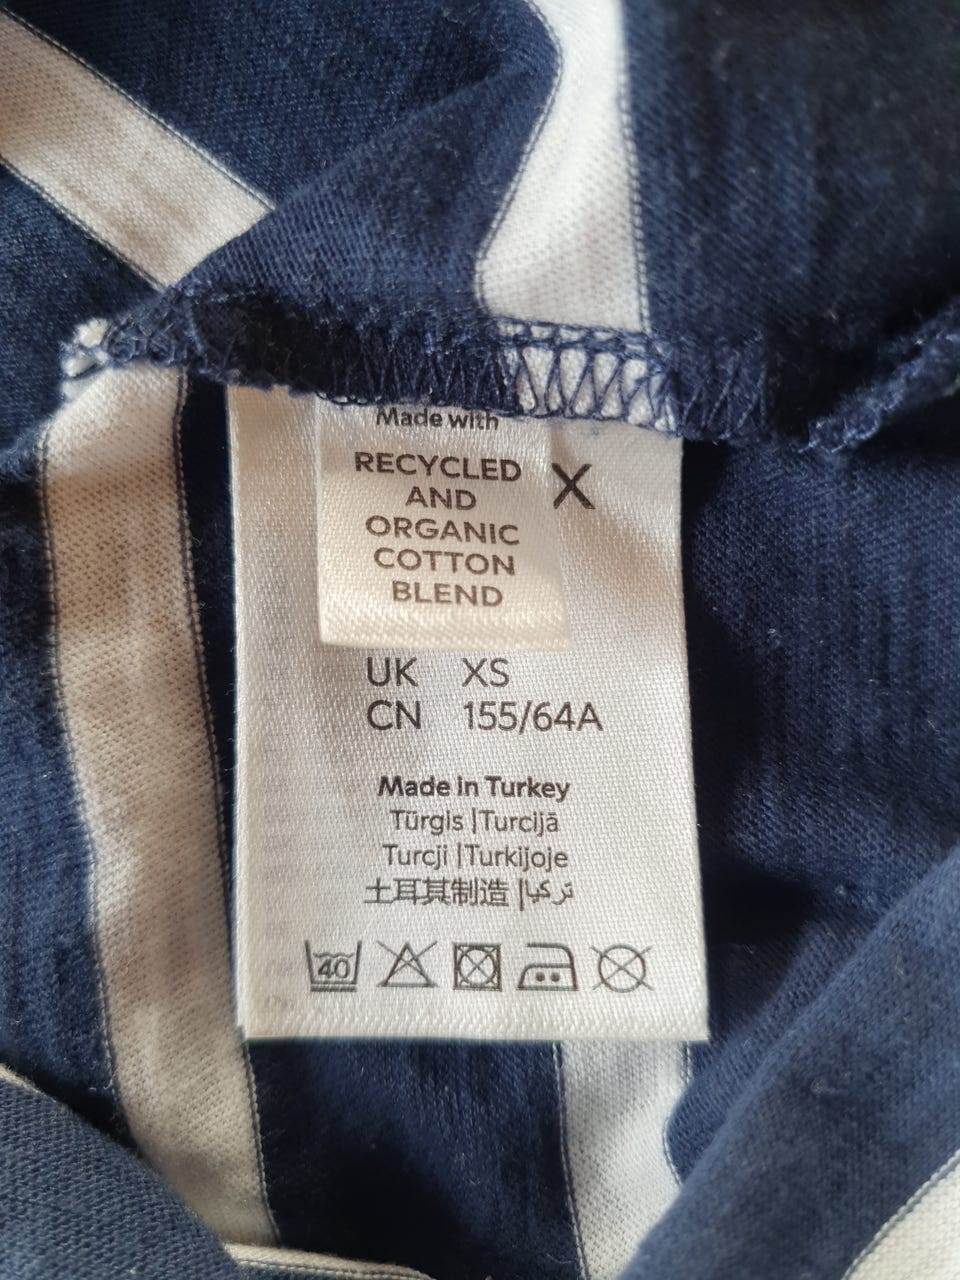 Made with
RECYCLED
AND
ORGANIC
COTTON
BLEND
X
UK XS
CN 155/64A
Made in Turkey
Türgis |Turcijā
Turcji |Turkijoje
土耳其制造 |تركيا
40